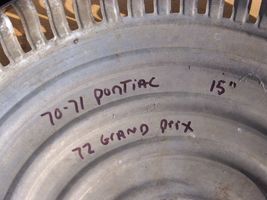 70-71 PONTIAC 15"
72 GRAND PRIX